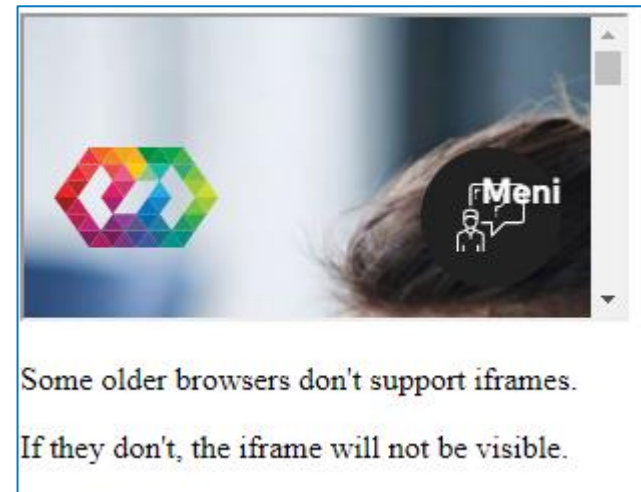 Meni
Some older browsers don't support iframes.
If they don't, the iframe will not be visible.